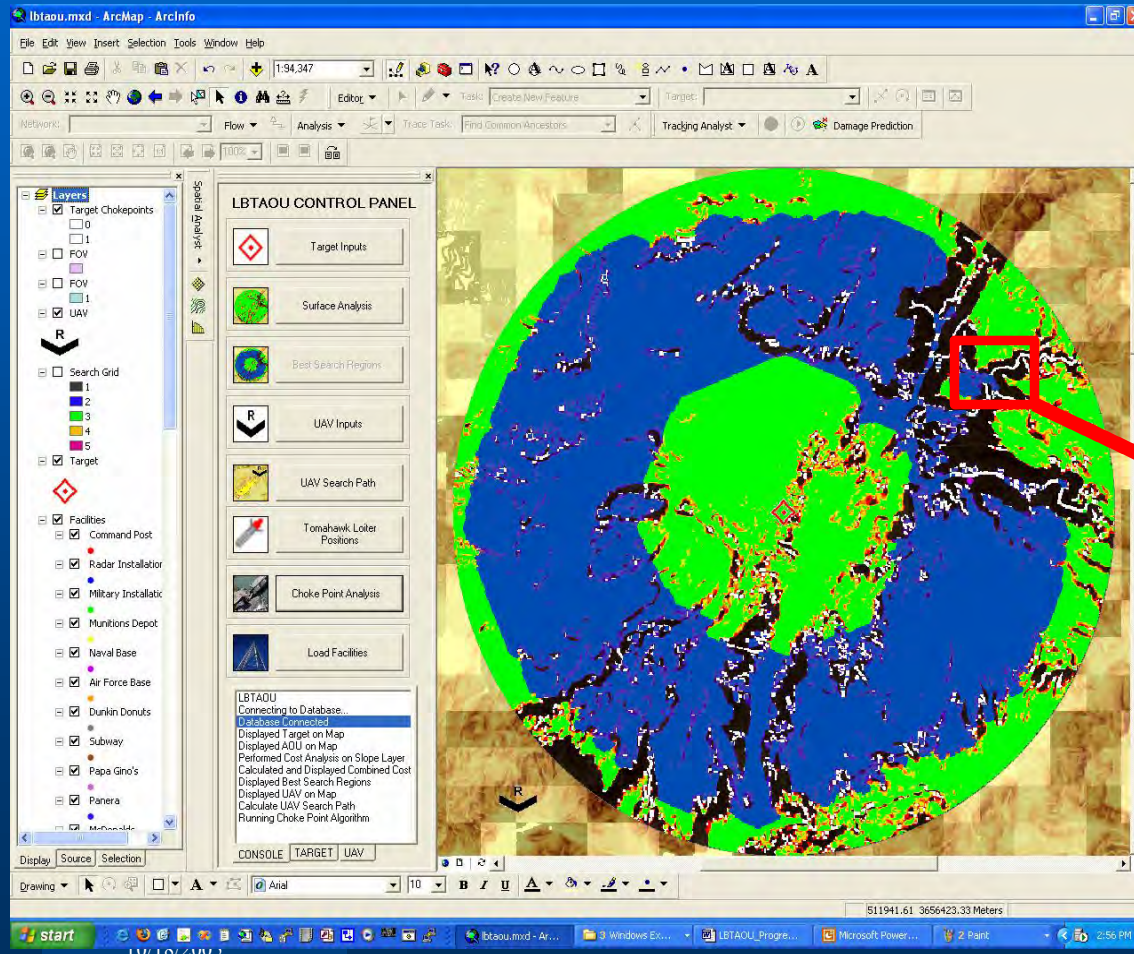 lbtaou.mxd - ArcMap - ArcInfo
File Edit View Insert Selection Tools Window Help
1:94,347
Editor Task: Create New Feature Target:
Network: Flow Analysis Trace Task: Find Common Ancestors Tracking Analyst Damage Prediction
100%
Layers
Target Chokepoints
0
1
FOV
FOV
1
UAV
R
Search Grid
1
2
3
4
5
Target
Facilities
Command Post
Radar Installation
Military Installatic
Munitions Depot
Naval Base
Air Force Base
Dunkin Donuts
Subway
Papa Gino's
Panera
McDonalds
Display Source Selection
Spatial Analyst
LBTAOU CONTROL PANEL
Target Inputs
Surface Analysis
Best Search Regions
R
UAV Inputs
UAV Search Path
Tomahawk Loiter
Positions
Choke Point Analysis
Load Facilities
LBTAOU
Connecting to Database...
Database Connected
Displayed Target on Map
Displayed AOU on Map
Performed Cost Analysis on Slope Layer
Calculated and Displayed Combined Cost
Displayed Best Search Regions
Displayed UAV on Map
Calculate UAV Search Path
Running Choke Point Algorithm
CONSOLE TARGET UAV
R
Drawing A Arial 10 B I U A
511941.61 3656423.33 Meters
start lbtaou.mxd - Ar... 3 Windows Ex... LBTAOU_Progre... Microsoft Power... 2 Paint 2:56 PM